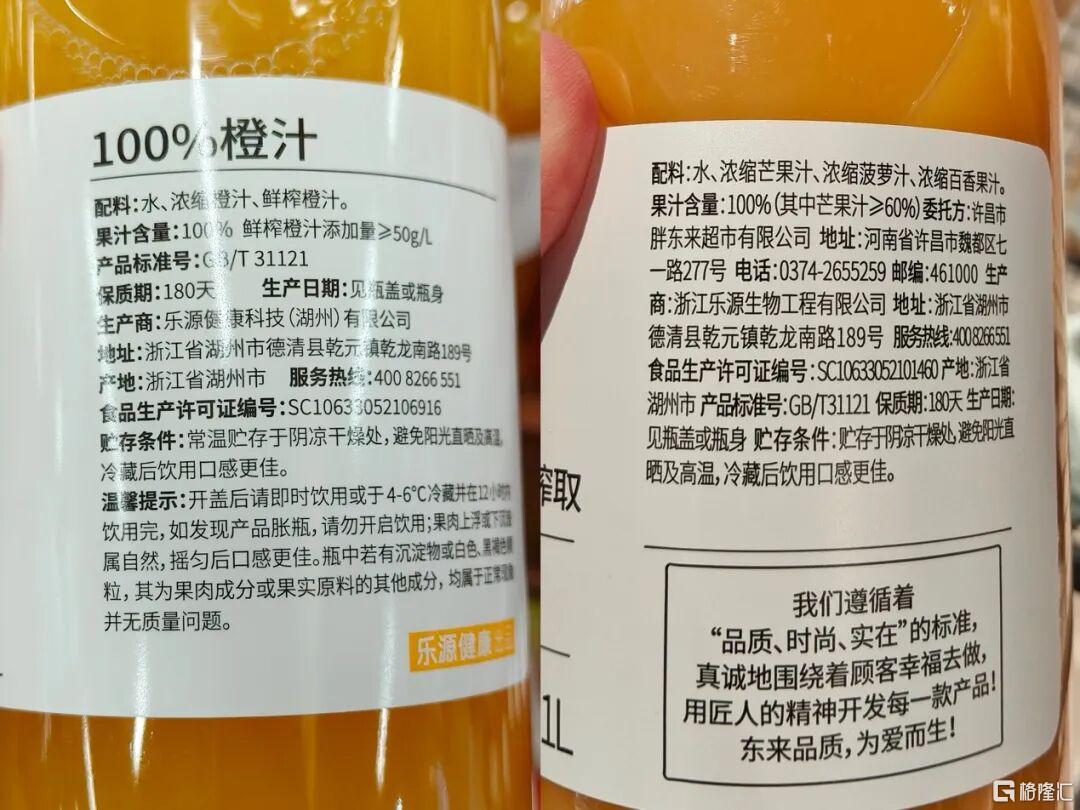 100%橙汁
配料:水、浓缩橙汁、鲜榨橙汁。
果汁含量:100% 鲜榨橙汁添加量≥50g/L
产品标准号:GB/T 31121
保质期:180天 生产日期:见瓶盖或瓶身
生产商:乐源健康科技(湖州)有限公司
地址:浙江省湖州市德清县乾元镇乾龙南路189号
产地:浙江省湖州市 服务热线:400 8266 551
食品生产许可证编号:SC10633052106916
贮存条件:常温贮存于阴凉干燥处,避免阳光直晒及高温,
冷藏后饮用口感更佳。
温馨提示:开盖后请即时饮用或于4-6°C冷藏并在12小时内
饮用完,如发现产品胀瓶,请勿开启饮用;果肉上浮或下沉
属自然,摇匀后口感更佳。瓶中若有沉淀物或白色、黑褐色颗
粒,其为果肉成分或果实原料的其他成分,均属于正常现象
并无质量问题。
乐源健康 出品
配料:水、浓缩芒果汁、浓缩菠萝汁、浓缩百香果汁。
果汁含量:100%(其中芒果汁≥60%) 委托方:许昌市
胖东来超市有限公司 地址:河南省许昌市魏都区七
一路277号 电话:0374-2655259 邮编:461000 生产
商:浙江乐源生物工程有限公司 地址:浙江省湖州市
德清县乾元镇乾龙南路189号 服务热线:400 8266 551
食品生产许可证编号:SC10633052101460 产地:浙江省
湖州市 产品标准号:GB/T31121 保质期:180天 生产日期:
见瓶盖或瓶身 贮存条件:贮存于阴凉干燥处,避免阳光直
晒及高温,冷藏后饮用口感更佳。
榨取
1L
我们遵循着
“品质、时尚、实在”的标准,
真诚地围绕着顾客幸福去做,
用匠人的精神开发每一款产品!
东来品质,为爱而生!
格隆汇